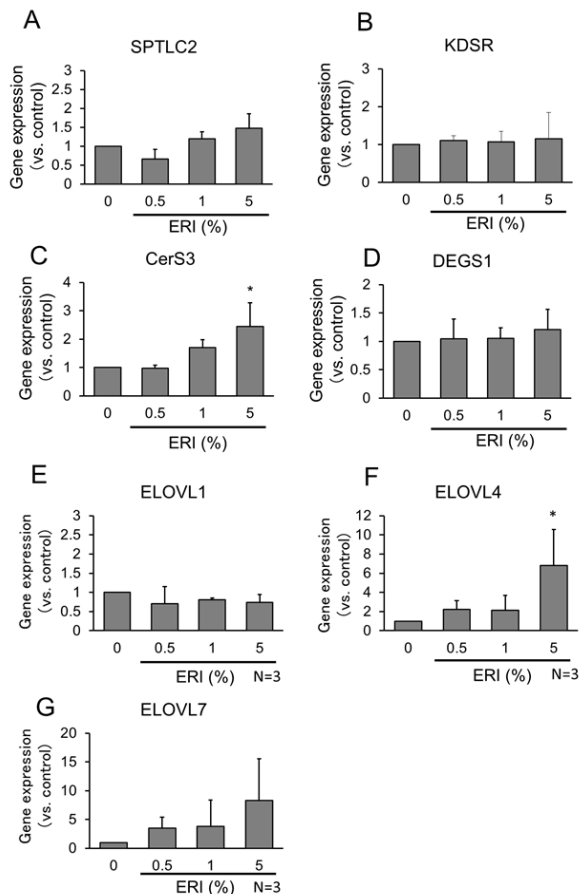 A
SPTLC2
Gene expression
(vs. control)
3
2.5
2
1.5
1
0.5
0
0 0.5 1 5
ERI (%)
B
KDSR
Gene expression
(vs. control)
3
2
1
0
0 0.5 1 5
ERI (%)
C
CerS3
Gene expression
(vs. control)
4
3
2
1
0
*
0 0.5 1 5
ERI (%)
D
DEGS1
Gene expression
(vs. control)
2
1.5
1
0.5
0
0 0.5 1 5
ERI (%)
E
ELOVL1
Gene expression
(vs. control)
3
2.5
2
1.5
1
0.5
0
0 0.5 1 5
ERI (%) N=3
F
ELOVL4
Gene expression
(vs. control)
12
10
8
6
4
2
0
*
0 0.5 1 5
ERI (%) N=3
G
ELOVL7
Gene expression
(vs. control)
20
15
10
5
0
0 0.5 1 5
ERI (%) N=3